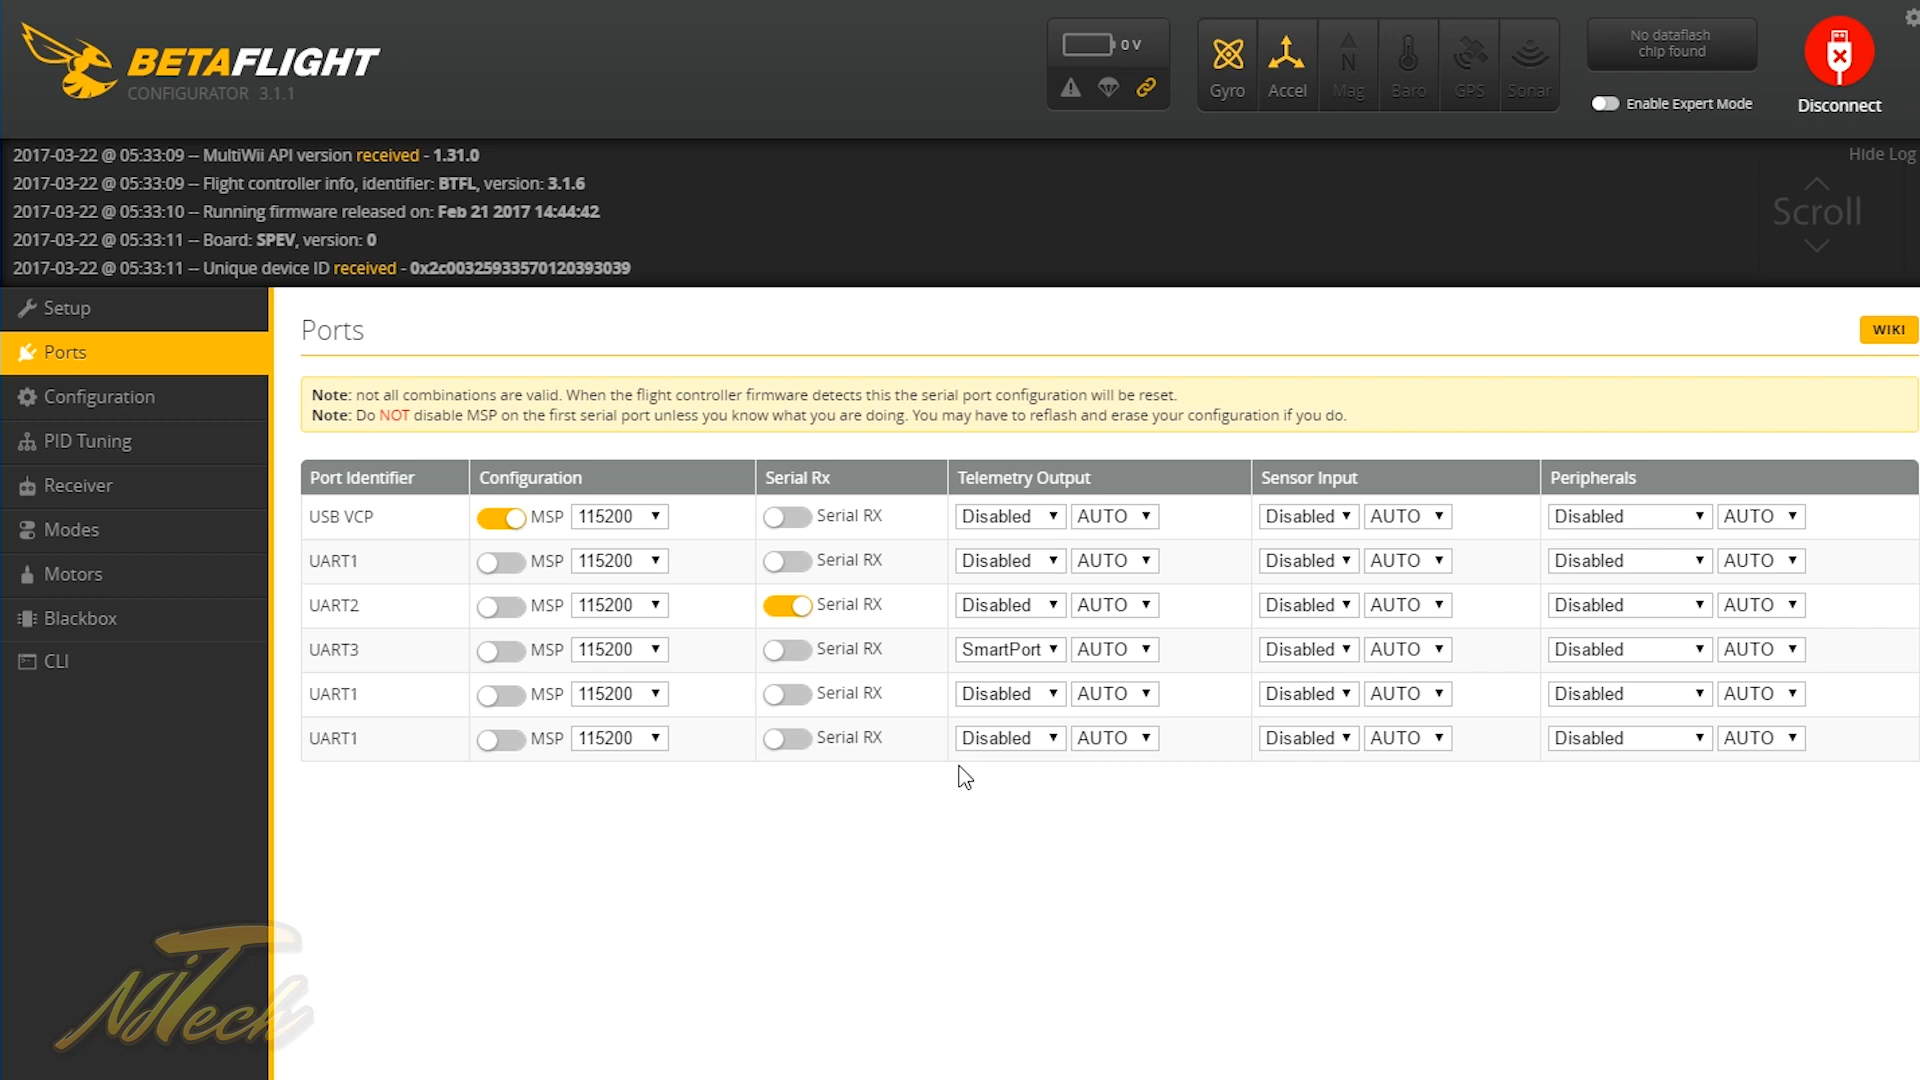 BETAFLIGHT
CONFIGURATOR 3.1.1
0 V
Gyro Accel Mag Baro GPS Sonar
No dataflash
chip found
Enable Expert Mode
Disconnect
2017-03-22 @ 05:33:09 -- MultiWii API version received - 1.31.0
2017-03-22 @ 05:33:09 -- Flight controller info, identifier: BTFL, version: 3.1.6
2017-03-22 @ 05:33:10 -- Running firmware released on: Feb 21 2017 14:44:42
2017-03-22 @ 05:33:11 -- Board: SPEV, version: 0
2017-03-22 @ 05:33:11 -- Unique device ID received - 0x2c00325933570120393039
Hide Log
Scroll
Setup
Ports
Configuration
PID Tuning
Receiver
Modes
Motors
Blackbox
CLI
Ports
WIKI
Note: not all combinations are valid. When the flight controller firmware detects this the serial port configuration will be reset.
Note: Do NOT disable MSP on the first serial port unless you know what you are doing. You may have to reflash and erase your configuration if you do.
Port Identifier Configuration Serial Rx Telemetry Output Sensor Input Peripherals
USB VCP MSP 115200 Serial RX Disabled AUTO Disabled AUTO Disabled AUTO
UART1 MSP 115200 Serial RX Disabled AUTO Disabled AUTO Disabled AUTO
UART2 MSP 115200 Serial RX Disabled AUTO Disabled AUTO Disabled AUTO
UART3 MSP 115200 Serial RX SmartPort AUTO Disabled AUTO Disabled AUTO
UART1 MSP 115200 Serial RX Disabled AUTO Disabled AUTO Disabled AUTO
UART1 MSP 115200 Serial RX Disabled AUTO Disabled AUTO Disabled AUTO
NJTech